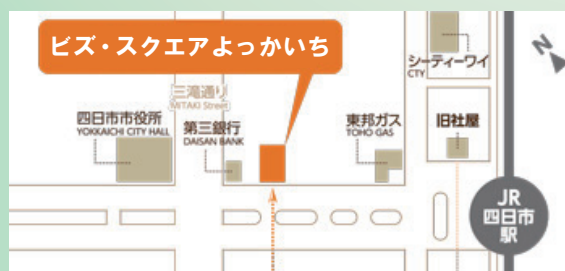 ビズ・スクエアよっかいち
シーティーワイ
CTY
N
三滝通り
MITAKI Street
四日市市役所
YOKKAICHI CITY HALL
第三銀行
DAISAN BANK
東邦ガス
TOHO GAS
旧社屋
JR
四日市
駅